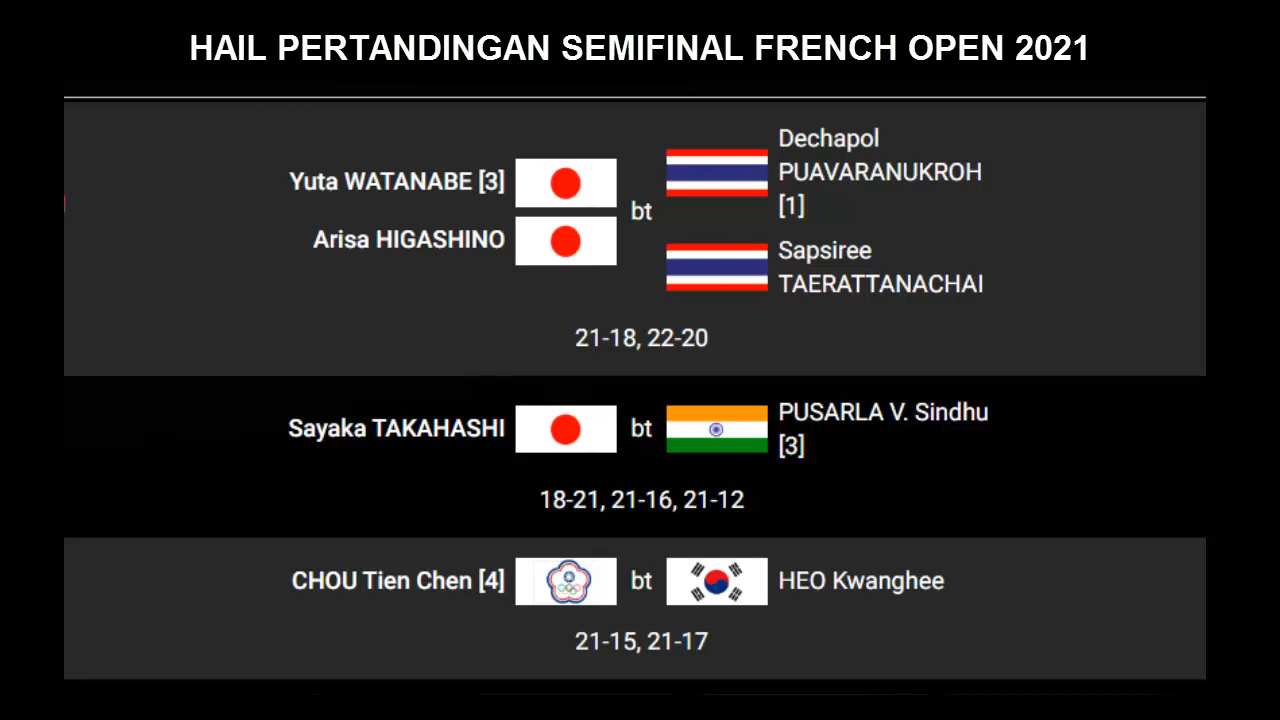 HAIL PERTANDINGAN SEMIFINAL FRENCH OPEN 2021
Yuta WATANABE [3]
Arisa HIGASHINO
bt
Dechapol
PUAVARANUKROH
[1]
Sapsiree
TAERATTANACHAI
21-18, 22-20
Sayaka TAKAHASHI
bt
PUSARLA V. Sindhu
[3]
18-21, 21-16, 21-12
CHOU Tien Chen [4]
bt
HEO Kwanghee
21-15, 21-17